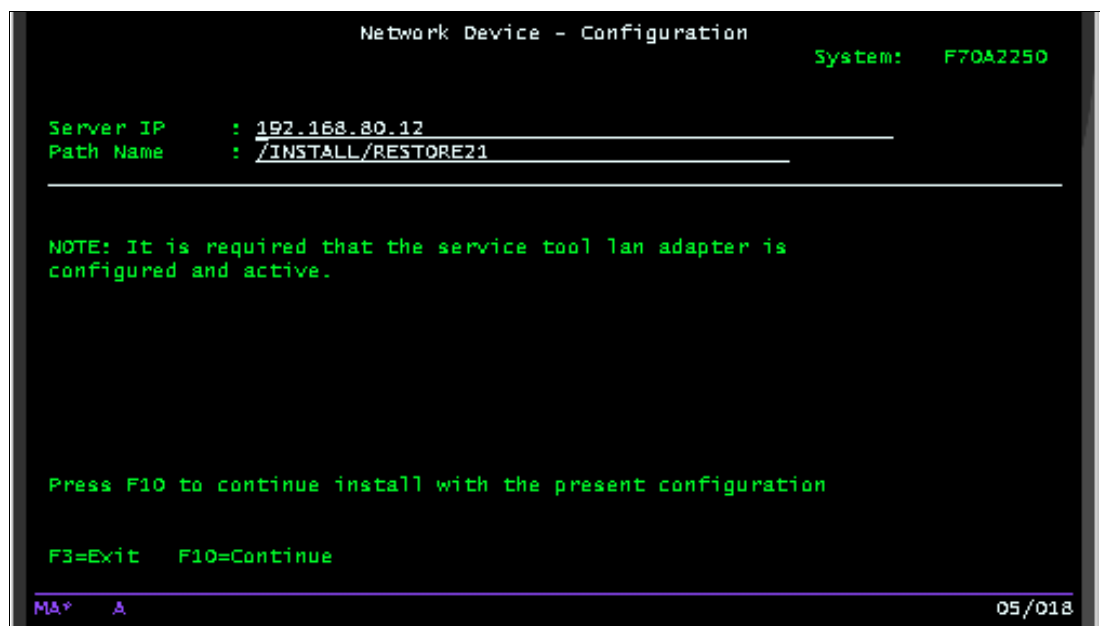 Network Device - Configuration
System: F70A2250
Server IP : 192.168.80.12
Path Name : /INSTALL/RESTORE21
NOTE: It is required that the service tool lan adapter is
configured and active.
Press F10 to continue install with the present configuration
F3=Exit F10=Continue
MA* A 05/018